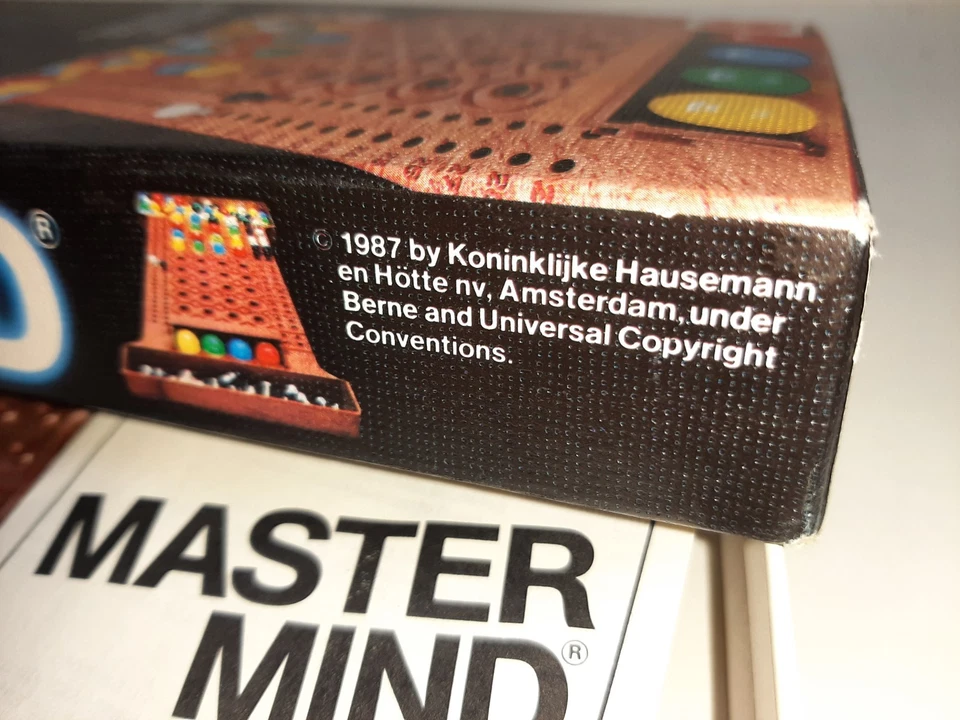 D®
© 1987 by Koninklijke Hausemann
en Hötte nv, Amsterdam, under
Berne and Universal Copyright
Conventions.
MASTER
MIND®